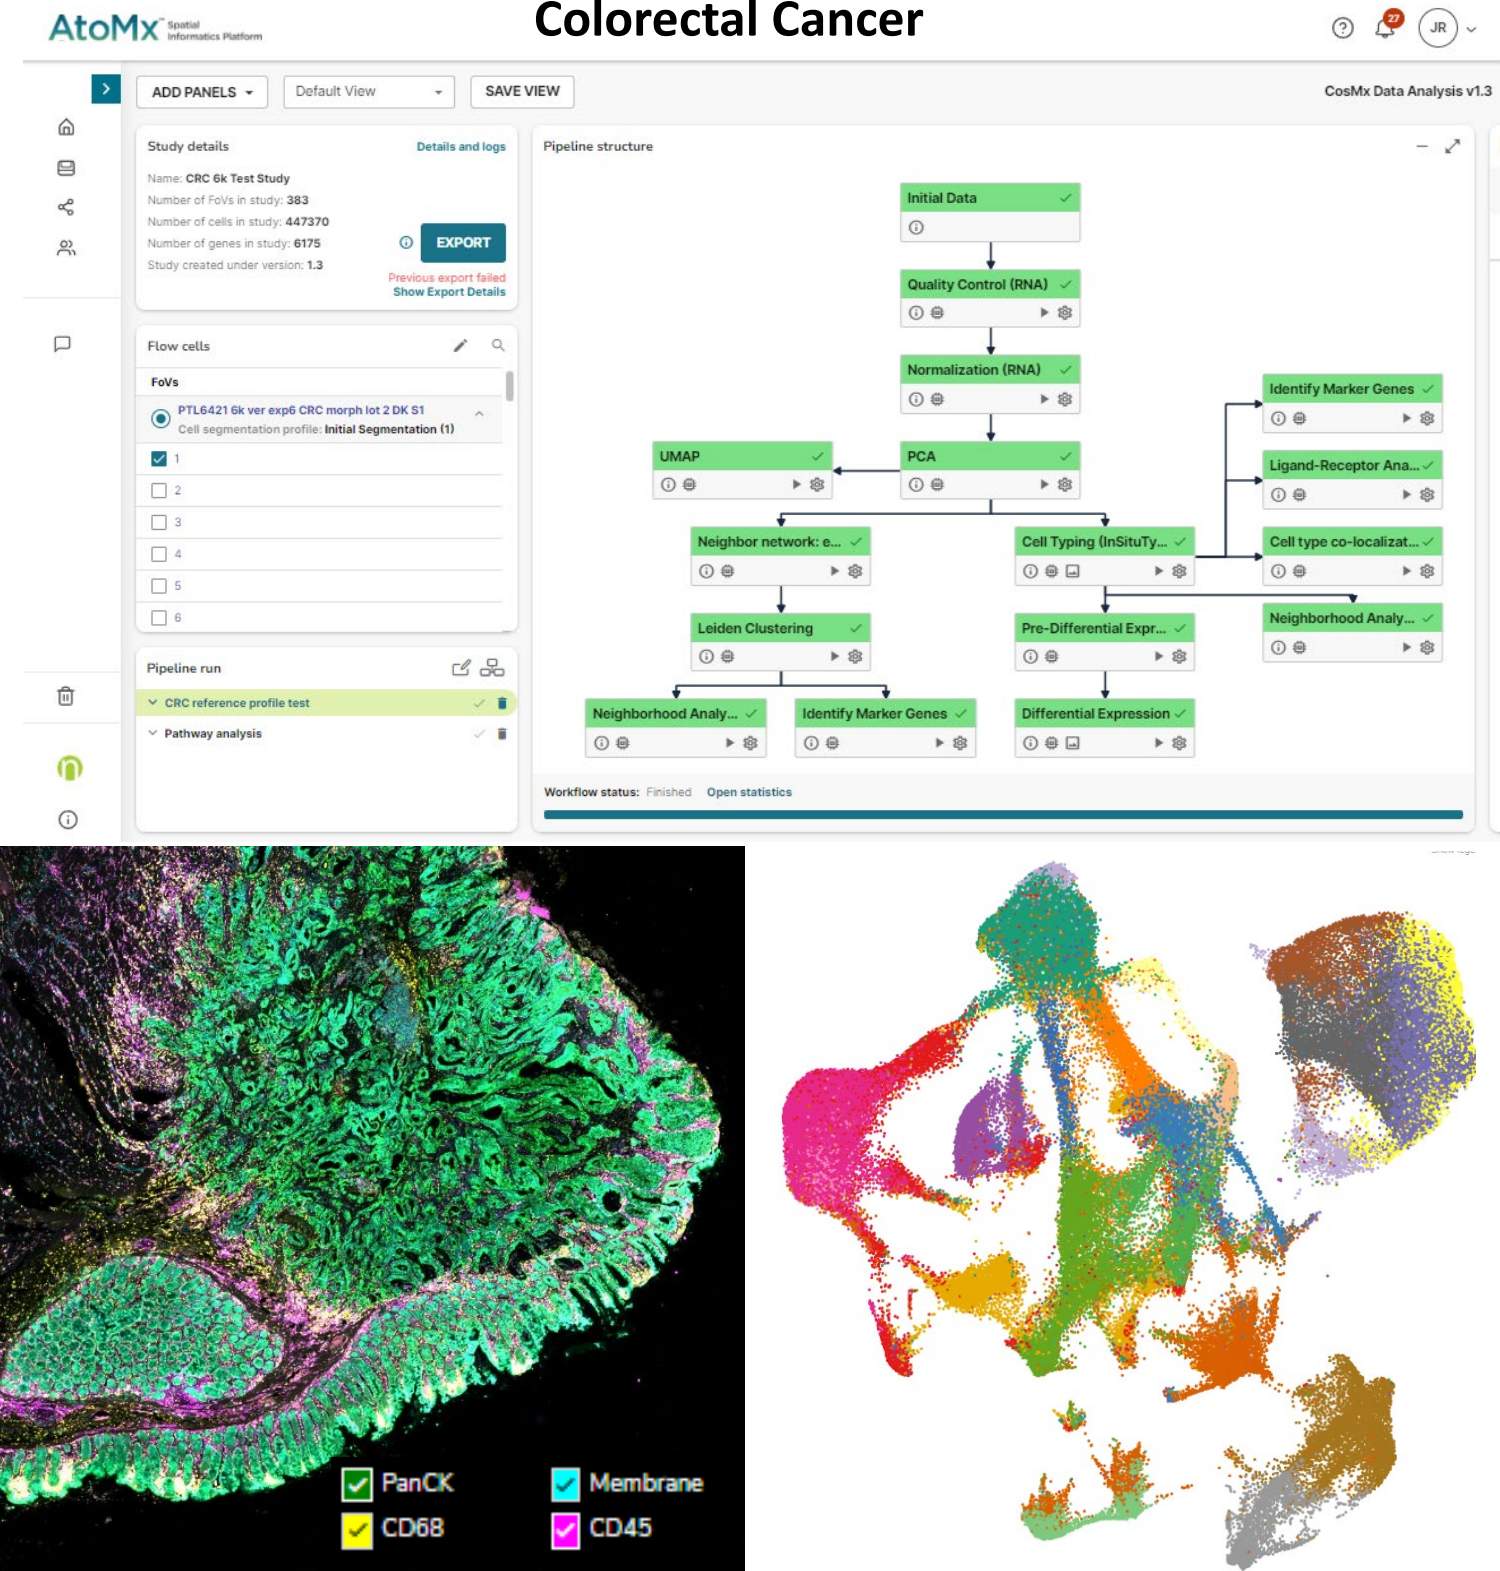 Colorectal Cancer
AtoMx Spatial Informatics Platform
27
JR
ADD PANELS
Default View
SAVE VIEW
CosMx Data Analysis v1.3
Study details
Details and logs
Name: CRC 6k Test Study
Number of FoVs in study: 383
Number of cells in study: 447370
Number of genes in study: 6175
Study created under version: 1.3
EXPORT
Previous export failed
Show Export Details
Flow cells
FoVs
PTL6421 6k ver exp6 CRC morph lot 2 DK S1
Cell segmentation profile: Initial Segmentation (1)
1
2
3
4
5
6
Pipeline run
CRC reference profile test
Pathway analysis
Pipeline structure
Initial Data
Quality Control (RNA)
Normalization (RNA)
Identify Marker Genes
UMAP
PCA
Ligand-Receptor Ana...
Neighbor network: e...
Cell Typing (InSituTy...
Cell type co-localizat...
Leiden Clustering
Pre-Differential Expr...
Neighborhood Analy...
Neighborhood Analy...
Identify Marker Genes
Differential Expression
Workflow status: Finished Open statistics
PanCK
Membrane
CD68
CD45